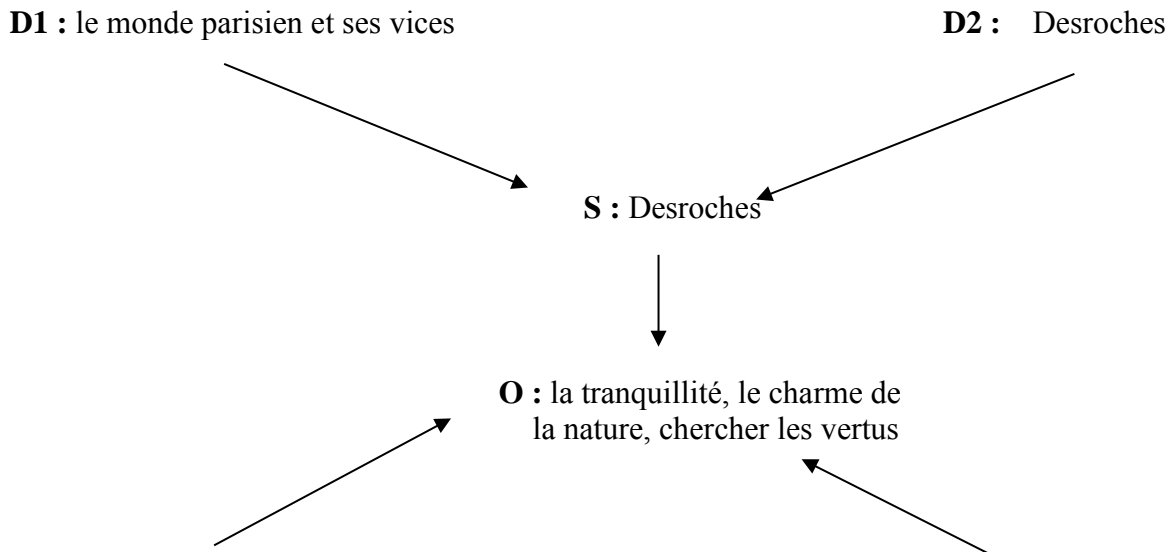 D1 : le monde parisien et ses vices
D2 : Desroches
S : Desroches
O : la tranquillité, le charme de
la nature, chercher les vertus